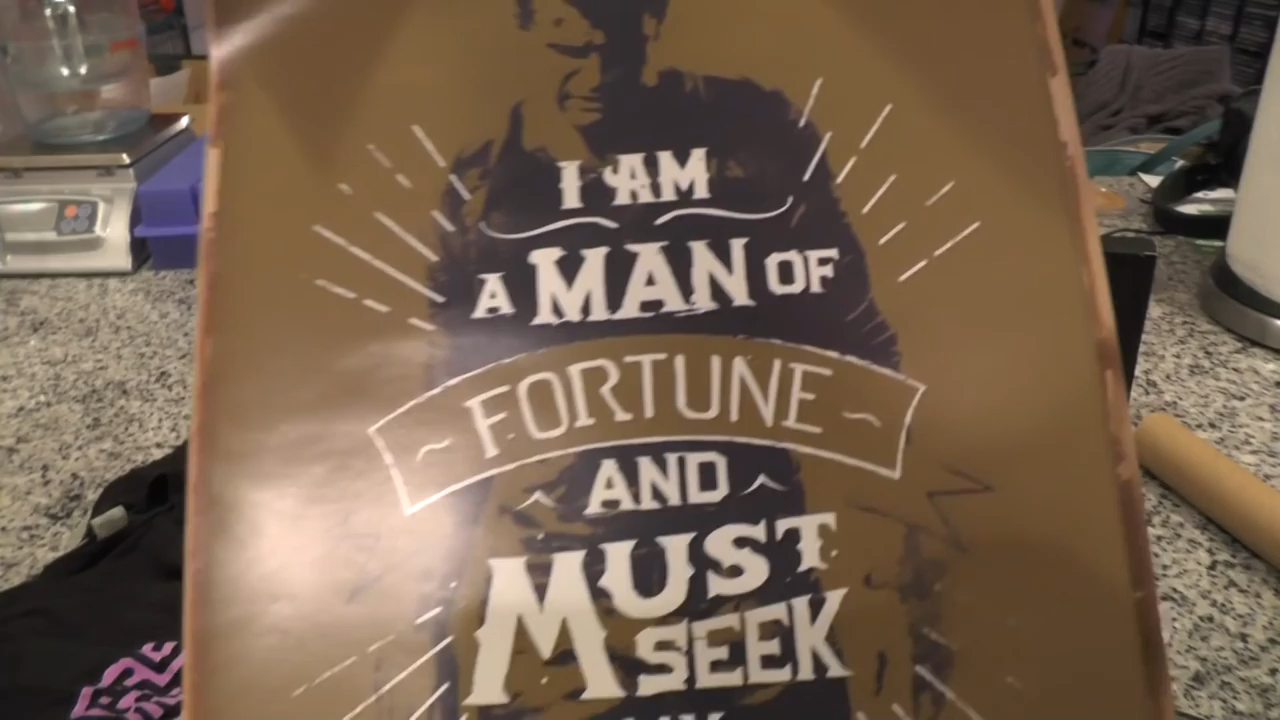 I AM
A MAN OF
FORTUNE
AND
MUST
SEEK